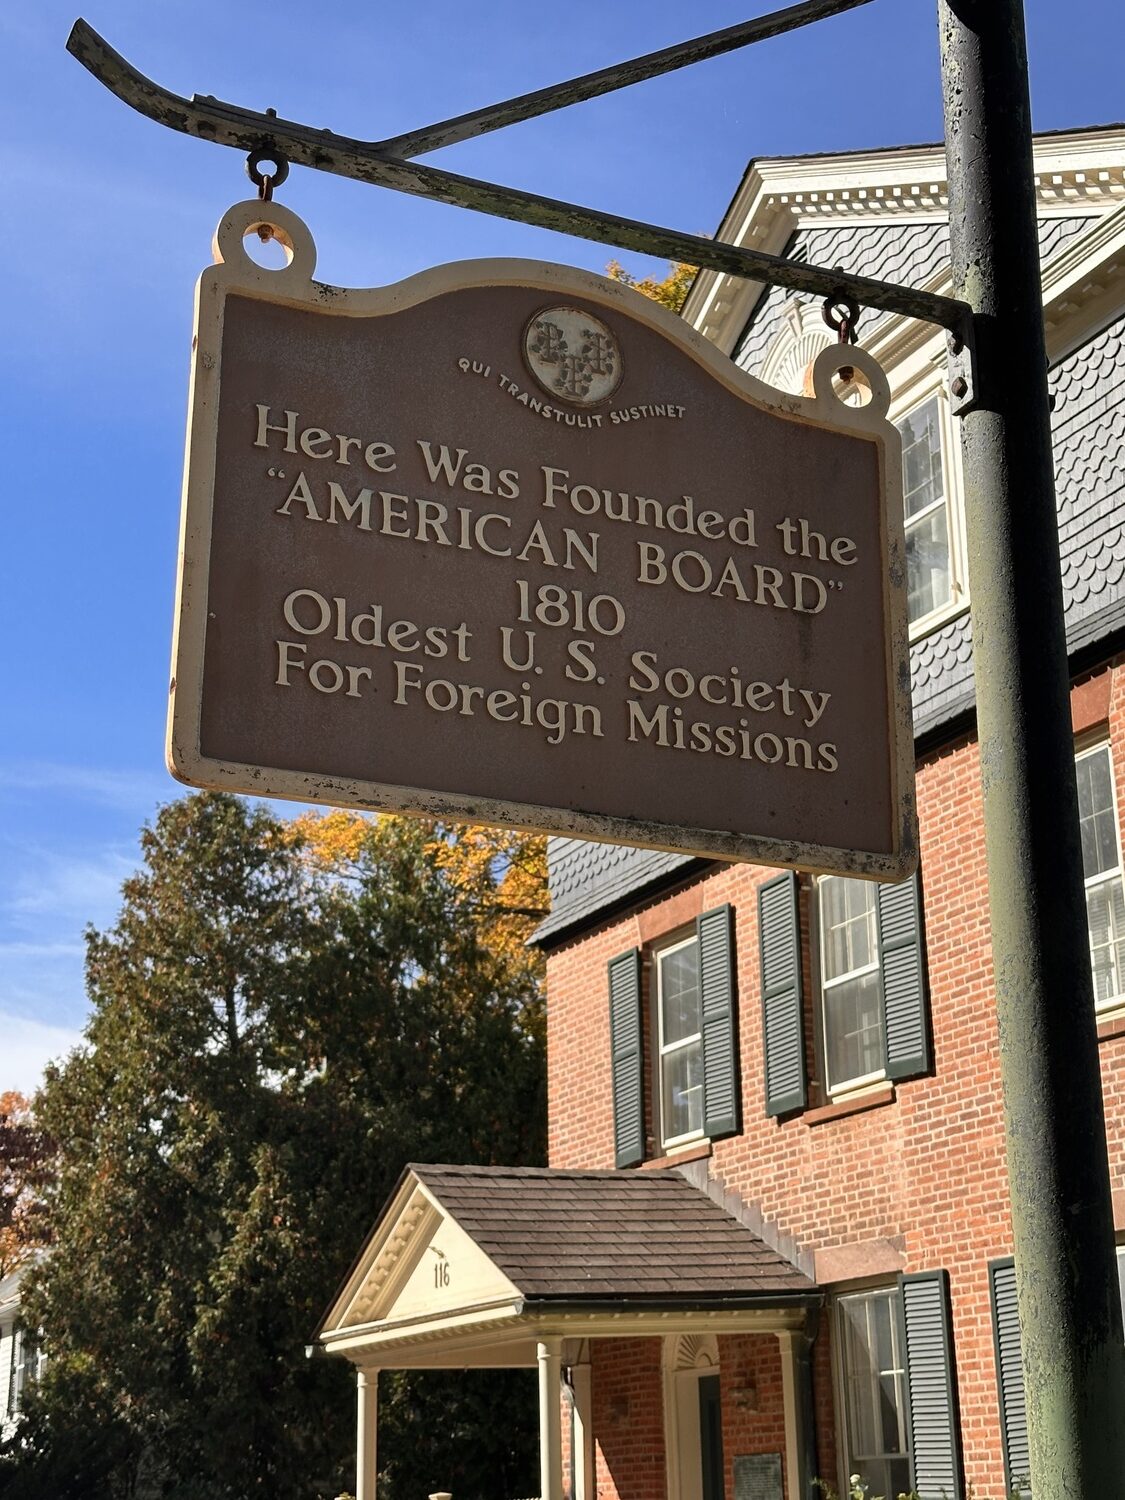 QUI TRANSTULIT SUSTINET
Here Was Founded the
"AMERICAN BOARD"
1810
Oldest U. S. Society
For Foreign Missions
116